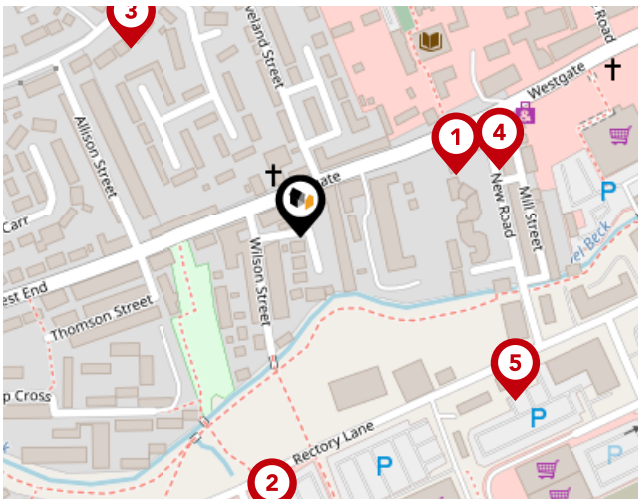 3
Road
eveland Street
Westgate
&
Allison Street
1
4
gate
P
New Road
Mill Street
Carr
el-Beck
Wilson Street
est End
Thomson Street
5
p Cross
P
Rectory Lane
P
P
2